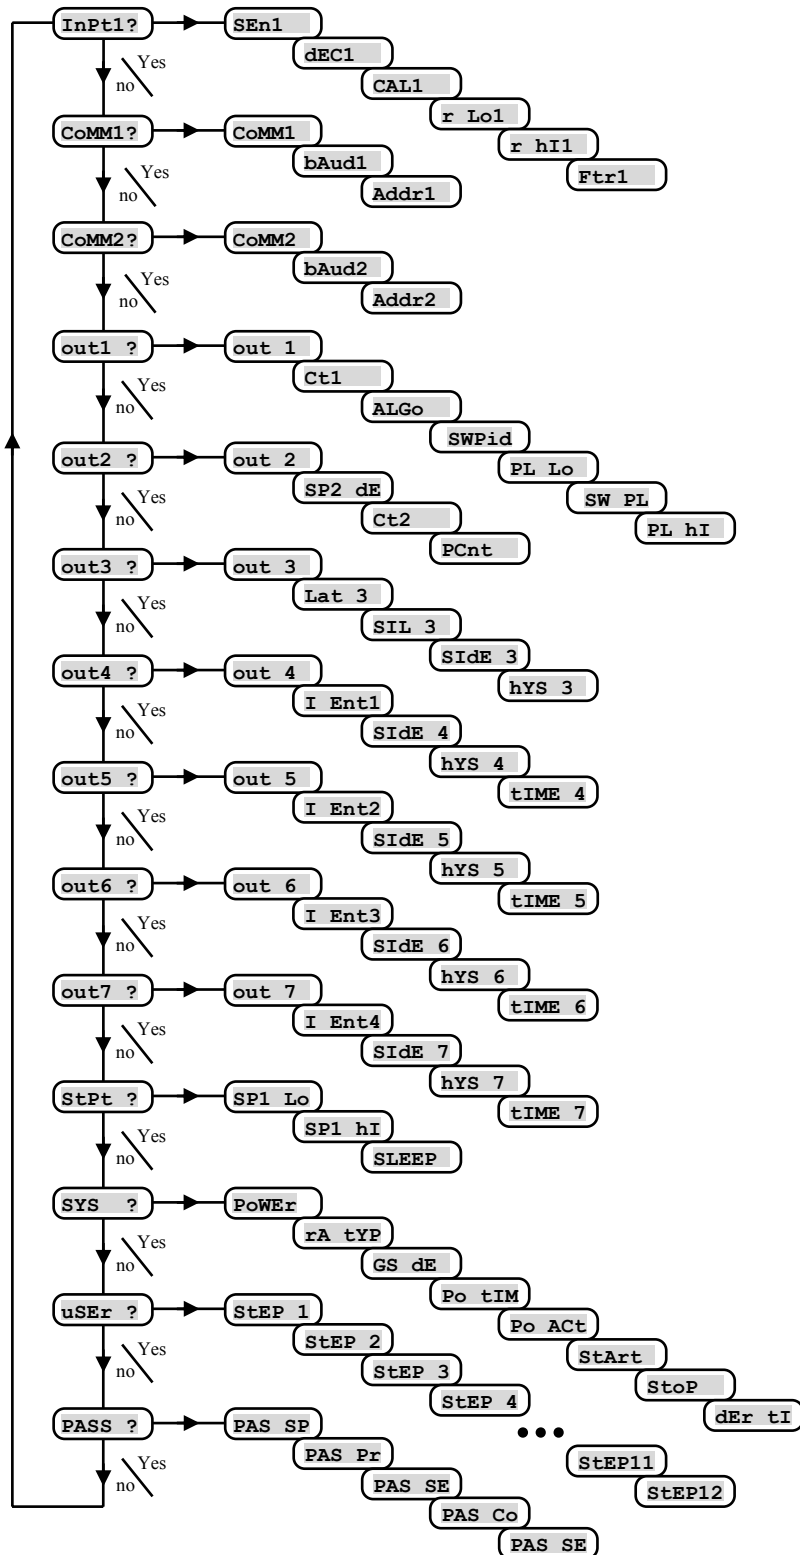 InPt1? SEn1
dEC1
Yes
CAL1
no
r Lo1
CoMM1? CoMM1
r hI1
bAud1
Ftr1
Yes
Addr1
no
CoMM2? CoMM2
bAud2
Yes
Addr2
no
out1 ? out 1
Ct1
Yes
ALGo
no
SWPid
out2 ? out 2
PL Lo
SP2 dE
SW PL
Yes
Ct2
PL hI
no
PCnt
out3 ? out 3
Lat 3
Yes
SIL 3
no
SIdE 3
out4 ? out 4
hYS 3
I Ent1
Yes
SIdE 4
no
hYS 4
out5 ? out 5
tIME 4
I Ent2
Yes
SIdE 5
no
hYS 5
out6 ? out 6
tIME 5
I Ent3
Yes
SIdE 6
no
hYS 6
out7 ? out 7
tIME 6
I Ent4
Yes
SIdE 7
no
hYS 7
StPt ? SP1 Lo
tIME 7
SP1 hI
Yes
SLEEP
no
SYS ? PoWEr
rA tYP
Yes
GS dE
no
Po tIM
uSEr ? StEP 1
Po ACt
StEP 2
StArt
Yes
StEP 3
StoP
no
StEP 4
dEr tI
PASS ? PAS SP
•••
PAS Pr
StEP11
Yes
PAS SE
no
StEP12
PAS Co
PAS SE